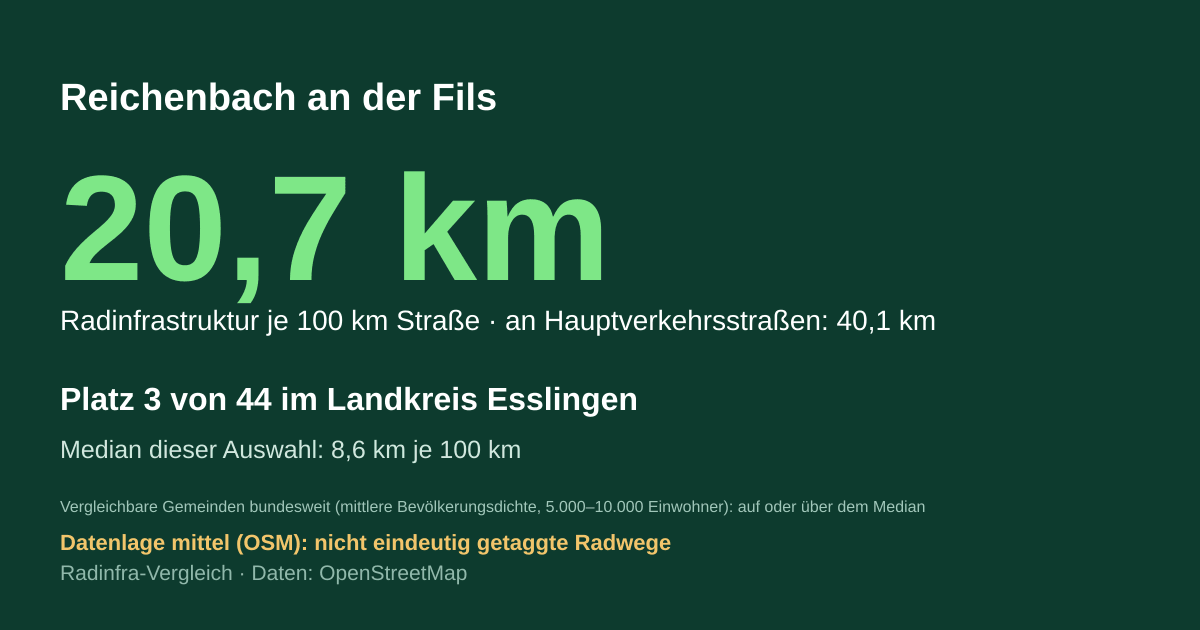 Reichenbach an der Fils
20,7 km
Radinfrastruktur je 100 km Straße · an Hauptverkehrsstraßen: 40,1 km
Platz 3 von 44 im Landkreis Esslingen
Median dieser Auswahl: 8,6 km je 100 km
Vergleichbare Gemeinden bundesweit (mittlere Bevölkerungsdichte, 5.000–10.000 Einwohner): auf oder über dem Median
Datenlage mittel (OSM): nicht eindeutig getaggte Radwege
Radinfra-Vergleich · Daten: OpenStreetMap